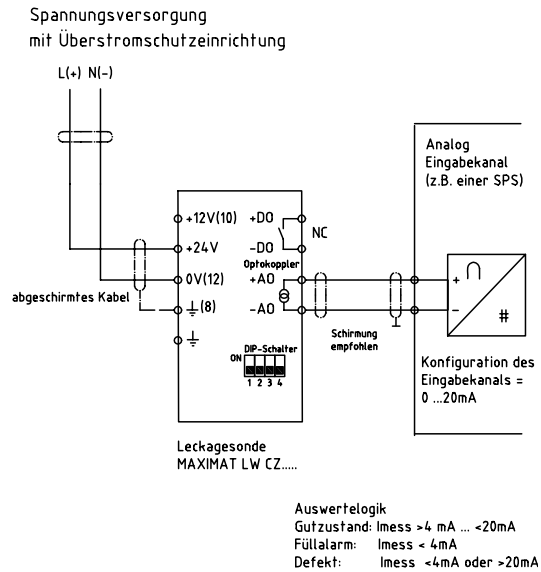 Spannungsversorgung
mit Überstromschutzeinrichtung
L(+) N(-)
Analog
Eingabekanal
(z.B. einer SPS)
+12V(10) +DO
NC
+24V -DO
Optokoppler
0V(12) +AO
abgeschirmtes Kabel
(8) -AO
+
-
#
Schirmung
empfohlen
DIP-Schalter
ON
1 2 3 4
Konfiguration des
Eingabekanals =
0 ...20mA
Leckagesonde
MAXIMAT LW CZ.....
Auswertelogik
Gutzustand: Imess >4 mA ... <20mA
Füllalarm: Imess < 4mA
Defekt: Imess <4mA oder >20mA